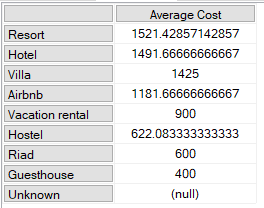 Average Cost
Resort 1521.42857142857
Hotel 1491.66666666667
Villa 1425
Airbnb 1181.66666666667
Vacation rental 900
Hostel 622.083333333333
Riad 600
Guesthouse 400
Unknown (null)